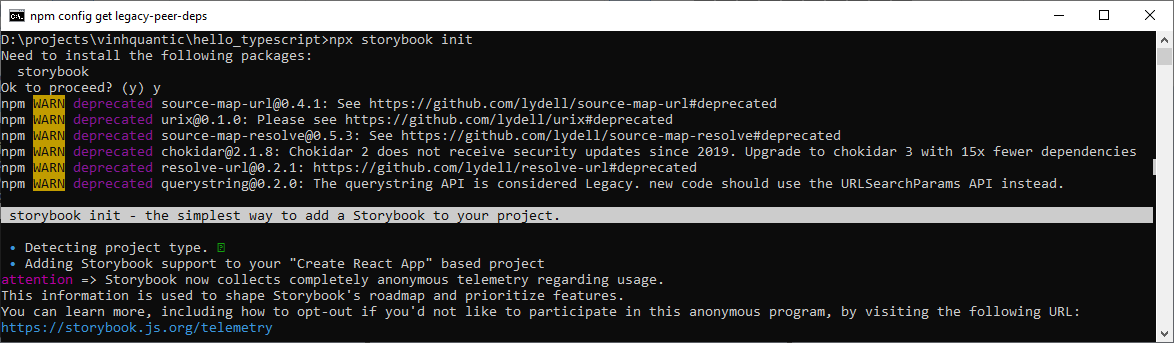 npm config get legacy-peer-deps
D:\projects\vinhquantic\hello_typescript>npx storybook init
Need to install the following packages:
  storybook
Ok to proceed? (y) y
npm WARN deprecated source-map-url@0.4.1: See https://github.com/lydell/source-map-url#deprecated
npm WARN deprecated urix@0.1.0: Please see https://github.com/lydell/urix#deprecated
npm WARN deprecated source-map-resolve@0.5.3: See https://github.com/lydell/source-map-resolve#deprecated
npm WARN deprecated chokidar@2.1.8: Chokidar 2 does not receive security updates since 2019. Upgrade to chokidar 3 with 15x fewer dependencies
npm WARN deprecated resolve-url@0.2.1: https://github.com/lydell/resolve-url#deprecated
npm WARN deprecated querystring@0.2.0: The querystring API is considered Legacy. new code should use the URLSearchParams API instead.
storybook init - the simplest way to add a Storybook to your project.
• Detecting project type.
• Adding Storybook support to your "Create React App" based project
attention => Storybook now collects completely anonymous telemetry regarding usage.
This information is used to shape Storybook's roadmap and prioritize features.
You can learn more, including how to opt-out if you'd not like to participate in this anonymous program, by visiting the following URL:
https://storybook.js.org/telemetry